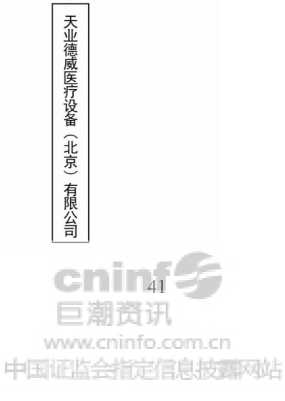 天业德威医疗设备（北京）有限公司
41
cninf
巨潮资讯
www.cninfo.com.cn
中国证监会指定信息披露网站